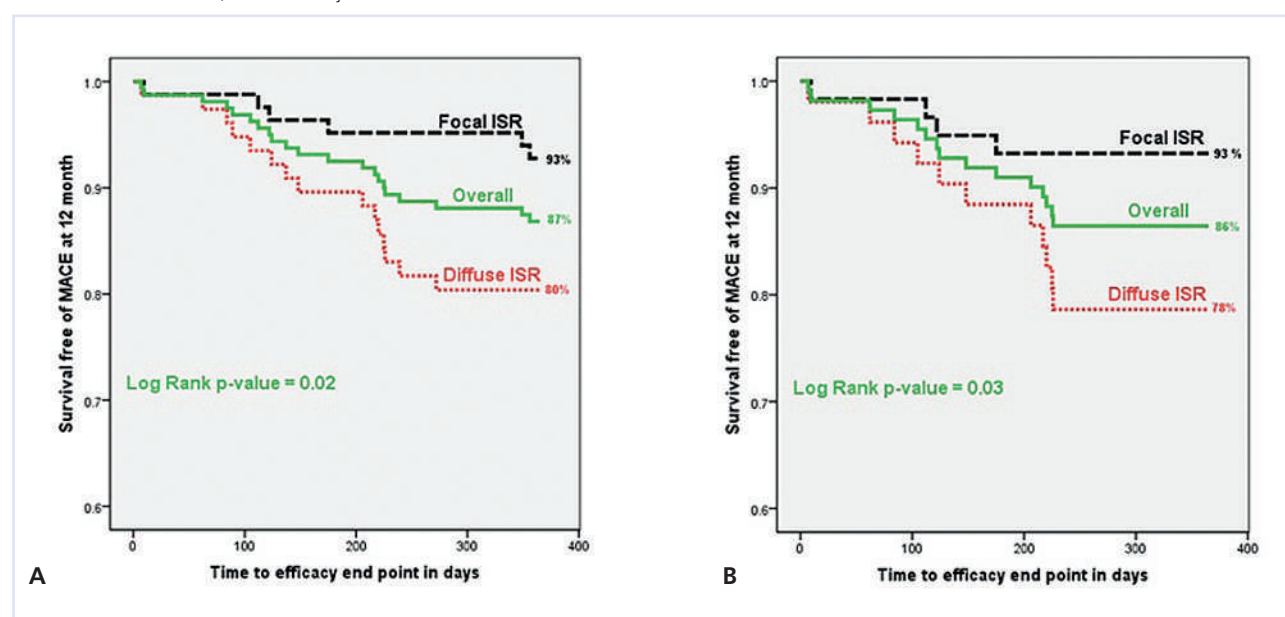 1.0
0.9
0.8
0.7
0.6
Survival free of MACE at 12 month
Focal ISR
93%
Overall
87%
Diffuse ISR
80%
Log Rank p-value = 0.02
0 100 200 300 400
Time to efficacy end point in days
A
1.0
0.9
0.8
0.7
0.6
Survival free of MACE at 12 month
Focal ISR
93 %
Overall
86%
Diffuse ISR
78%
Log Rank p-value = 0.03
0 100 200 300 400
Time to efficacy end point in days
B